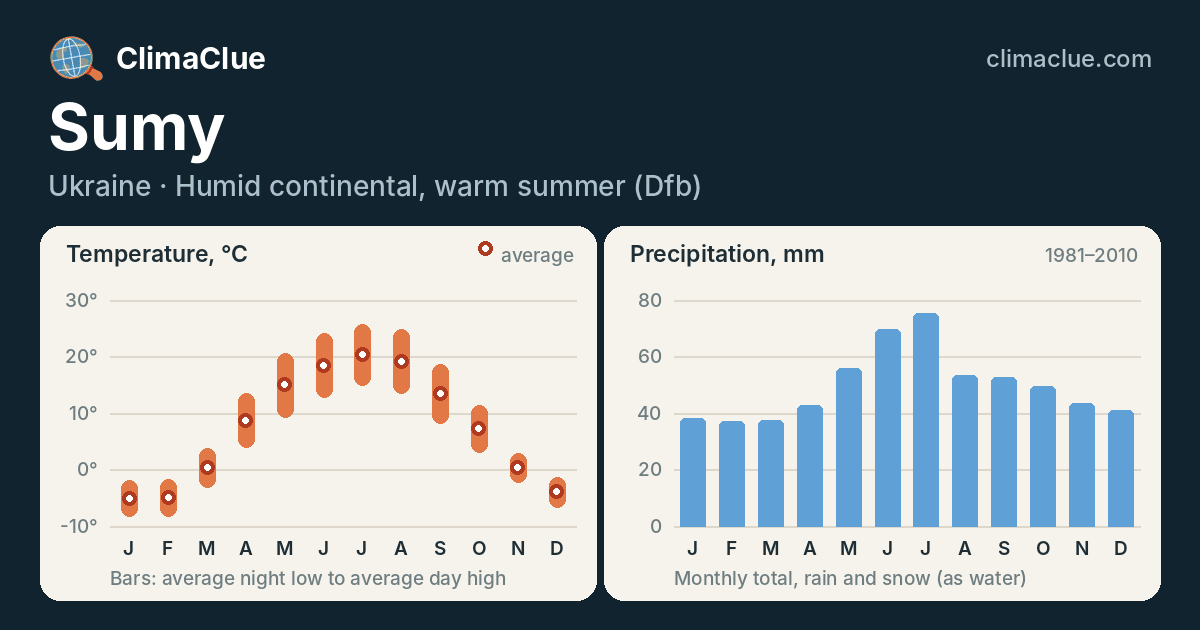 ClimaClue
climaclue.com
Sumy
Ukraine · Humid continental, warm summer (Dfb)
Temperature, °C
average
30°
20°
10°
0°
-10°
J F M A M J J A S O N D
Bars: average night low to average day high
Precipitation, mm
1981–2010
80
60
40
20
0
J F M A M J J A S O N D
Monthly total, rain and snow (as water)